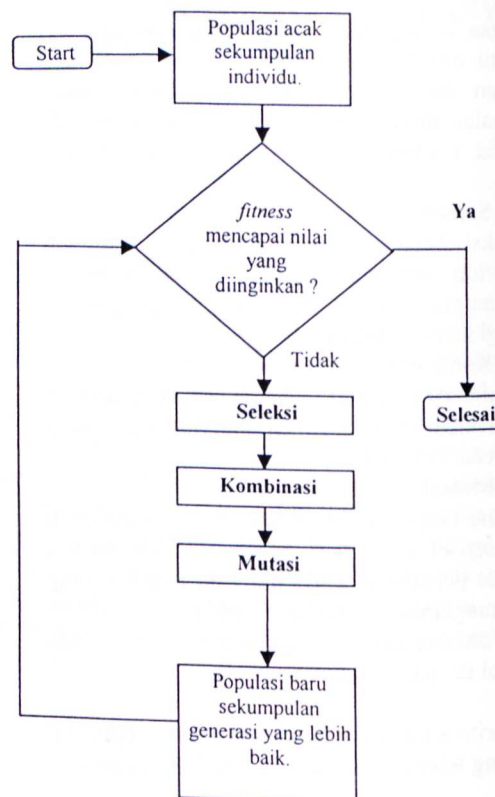 Start
Populasi acak
sekumpulan
individu.
fitness
mencapai nilai
yang
diinginkan ?
Ya
Tidak
Seleksi
Selesai
Kombinasi
Mutasi
Populasi baru
sekumpulan
generasi yang lebih
baik.